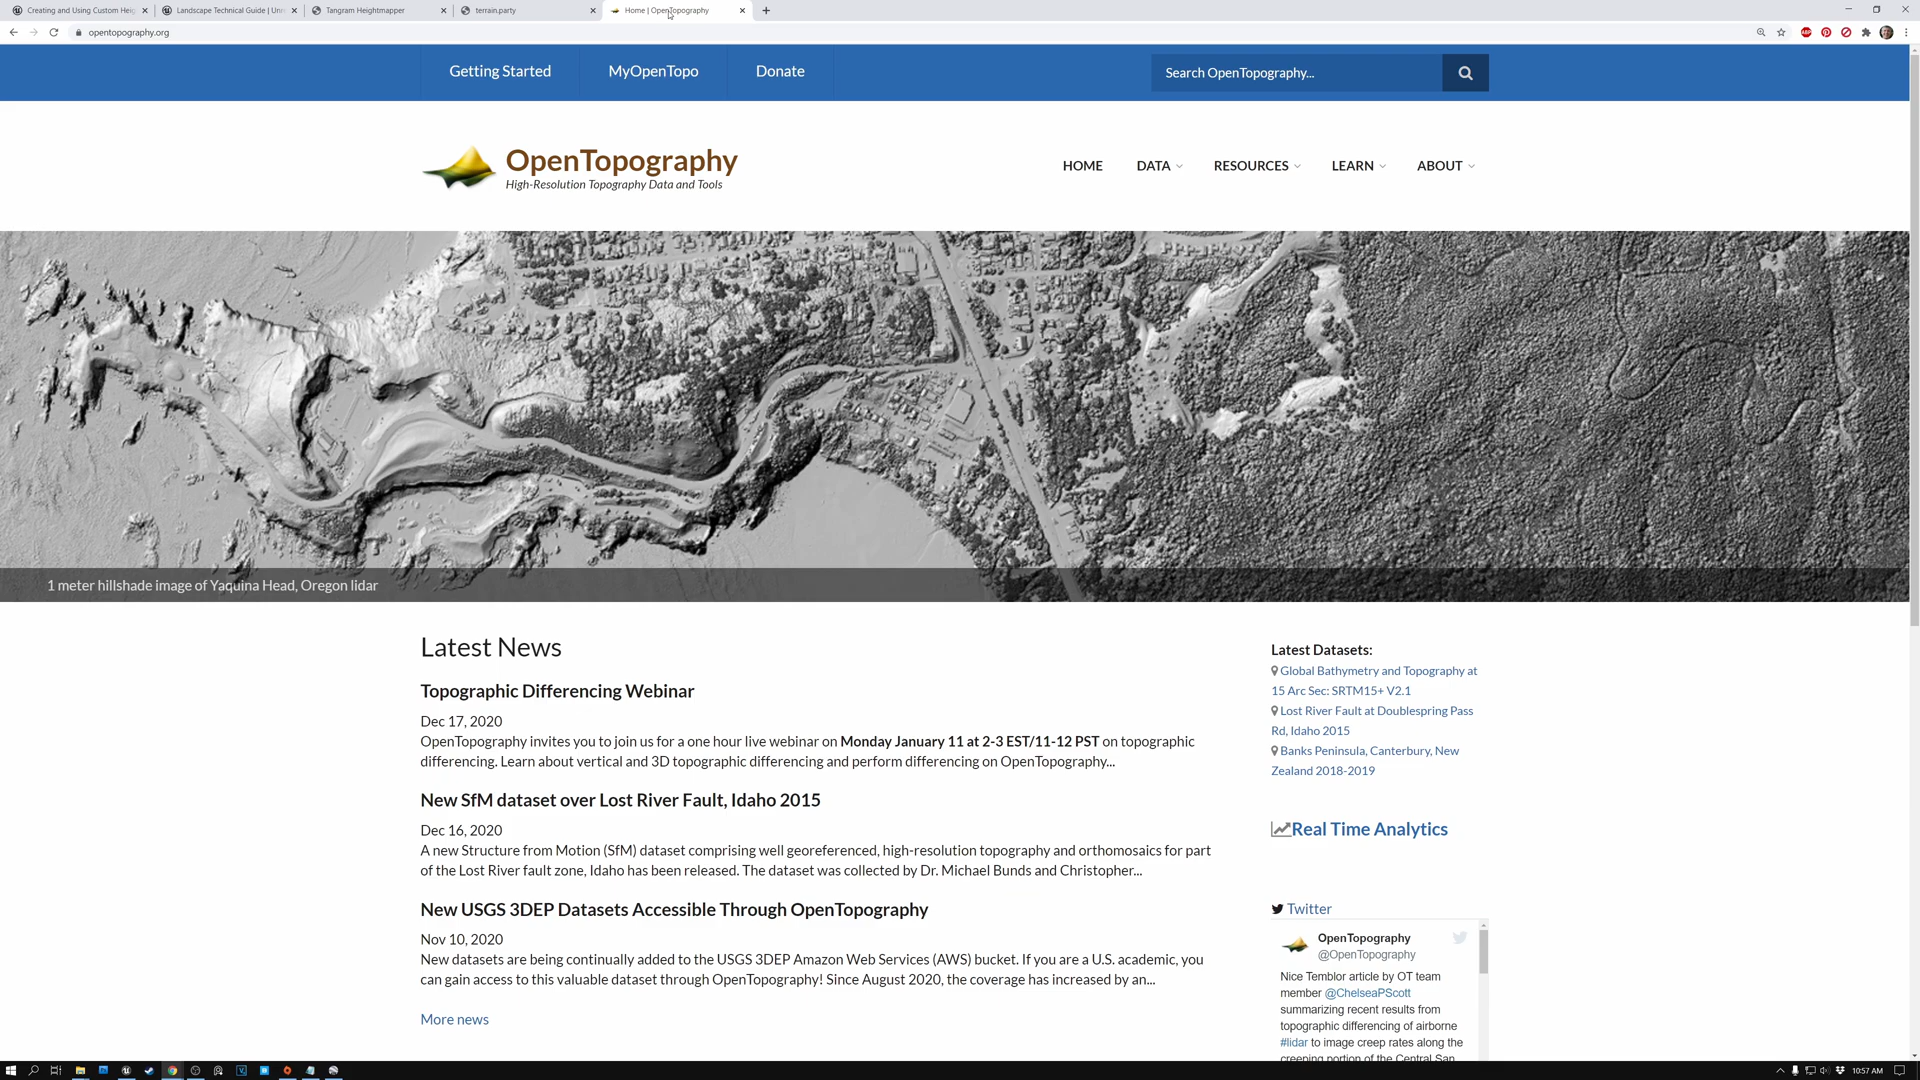 Creating and Using Custom Heig
Landscape Technical Guide | Unr
Tangram Heightmapper
terrain.party
Home | OpenTopography
opentopography.org
Getting Started
MyOpenTopo
Donate
Search OpenTopography...
OpenTopography
High-Resolution Topography Data and Tools
HOME
DATA
RESOURCES
LEARN
ABOUT
1 meter hillshade image of Yaquina Head, Oregon lidar
Latest News
Topographic Differencing Webinar
Dec 17, 2020
OpenTopography invites you to join us for a one hour live webinar on Monday January 11 at 2-3 EST/11-12 PST on topographic
differencing. Learn about vertical and 3D topographic differencing and perform differencing on OpenTopography...
New SfM dataset over Lost River Fault, Idaho 2015
Dec 16, 2020
A new Structure from Motion (SfM) dataset comprising well georeferenced, high-resolution topography and orthomosaics for part
of the Lost River fault zone, Idaho has been released. The dataset was collected by Dr. Michael Bunds and Christopher...
New USGS 3DEP Datasets Accessible Through OpenTopography
Nov 10, 2020
New datasets are being continually added to the USGS 3DEP Amazon Web Services (AWS) bucket. If you are a U.S. academic, you
can gain access to this valuable dataset through OpenTopography! Since August 2020, the coverage has increased by an...
More news
Latest Datasets:
Global Bathymetry and Topography at
15 Arc Sec: SRTM15+ V2.1
Lost River Fault at Doublespring Pass
Rd, Idaho 2015
Banks Peninsula, Canterbury, New
Zealand 2018-2019
Real Time Analytics
Twitter
OpenTopography
@OpenTopography
Nice Temblor article by OT team
member @ChelseaPScott
summarizing recent results from
topographic differencing of airborne
#lidar to image creep rates along the
creeping portion of the Central San
10:57 AM